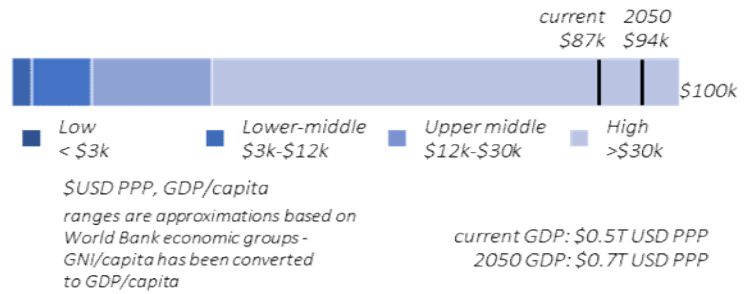 current 2050
$87k $94k
$100k
Low Lower-middle Upper middle High
< $3k $3k-$12k $12k-$30k >$30k
$USD PPP, GDP/capita
ranges are approximations based on
World Bank economic groups -
GNI/capita has been converted
to GDP/capita
current GDP: $0.5T USD PPP
2050 GDP: $0.7T USD PPP